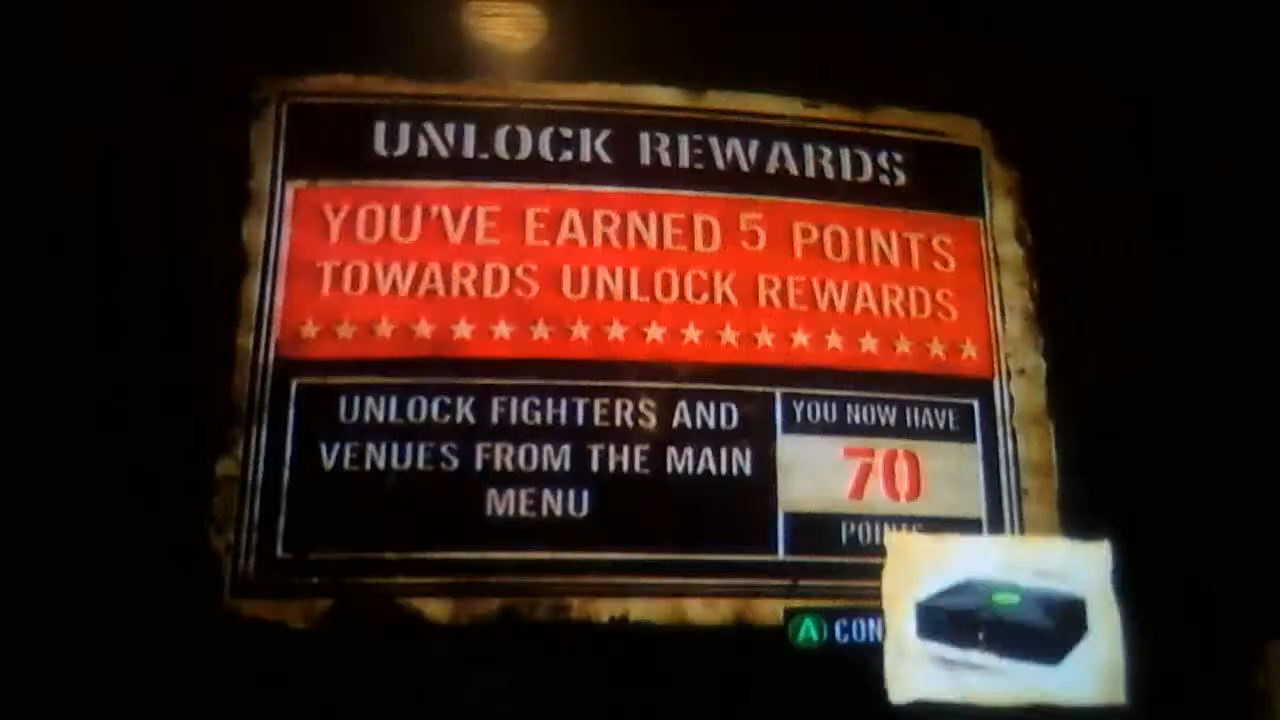 UNLOCK REWARDS
YOU'VE EARNED 5 POINTS
TOWARDS UNLOCK REWARDS
UNLOCK FIGHTERS AND
VENUES FROM THE MAIN
MENU
YOU NOW HAVE
70
POINTS
A